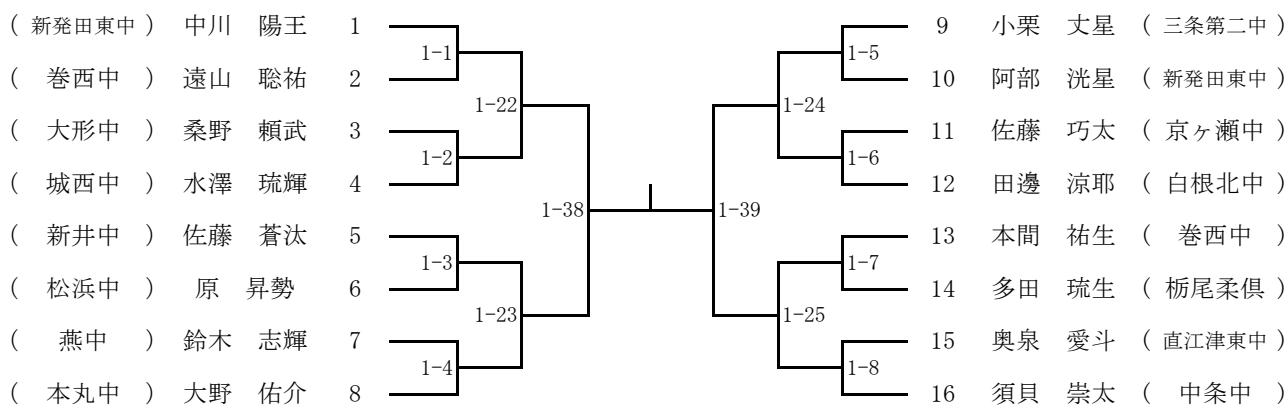 ( 新発田東中 ) 中川 陽王 1
( 巻西中 ) 遠山 聡祐 2
( 大形中 ) 桑野 頼武 3
( 城西中 ) 水澤 琉輝 4
( 新井中 ) 佐藤 蒼汰 5
( 松浜中 ) 原 昇勢 6
( 燕中 ) 鈴木 志輝 7
( 本丸中 ) 大野 佑介 8
1-1
1-2
1-3
1-4
1-22
1-23
1-38
1-39
1-24
1-25
1-5
1-6
1-7
1-8
9 小栗 丈星 ( 三条第二中 )
10 阿部 洸星 ( 新発田東中 )
11 佐藤 巧太 ( 京ヶ瀬中 )
12 田邊 涼耶 ( 白根北中 )
13 本間 祐生 ( 巻西中 )
14 多田 琉生 ( 栃尾柔倶 )
15 奥泉 愛斗 ( 直江津東中 )
16 須貝 崇太 ( 中条中 )